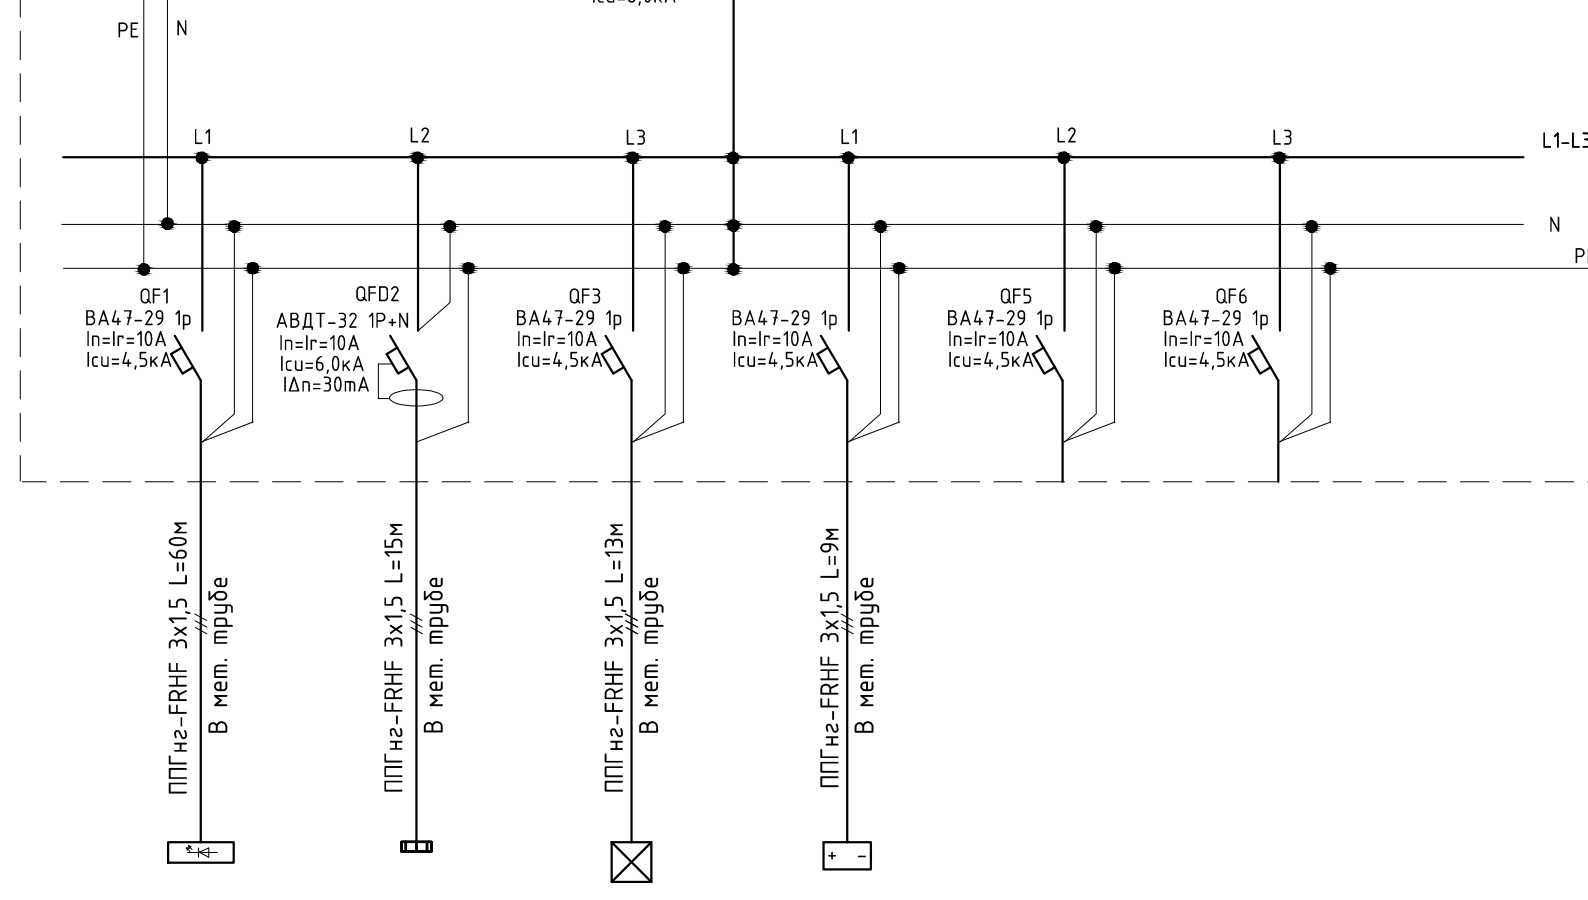 PE
N
L1
L2
L3
L1
L2
L3
L1-L3
N
QF1
ВА47-29 1р
In=Ir=10A
Icu=4,5кА
QFD2
АВДТ-32 1P+N
In=Ir=10A
Icu=6,0кА
IΔn=30mA
QF3
ВА47-29 1р
In=Ir=10A
Icu=4,5кА
ВА47-29 1р
In=Ir=10A
Icu=4,5кА
QF5
ВА47-29 1р
In=Ir=10A
Icu=4,5кА
QF6
ВА47-29 1р
In=Ir=10A
Icu=4,5кА
ППГнг-FRHF 3х1,5 L=60м
В мет. трубе
ППГнг-FRHF 3х1,5 L=15м
В мет. трубе
ППГнг-FRHF 3х1,5 L=13м
В мет. трубе
ППГнг-FRHF 3х1,5 L=9м
В мет. трубе
+ −